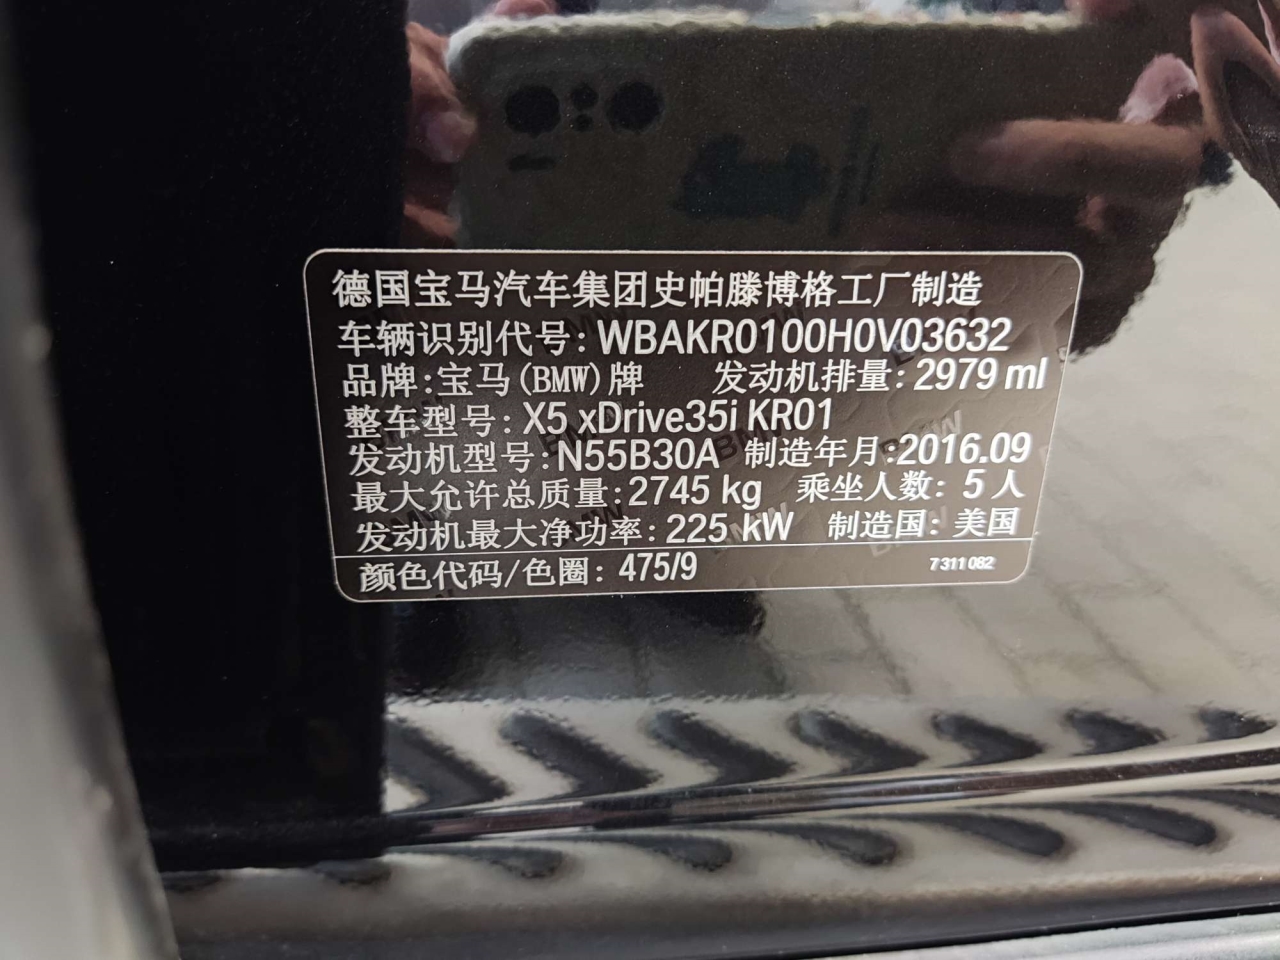 德国宝马汽车集团史帕滕博格工厂制造
车辆识别代号: WBAKR0100H0V03632
品牌:宝马(BMW)牌 发动机排量: 2979 ml
整车型号: X5 xDrive35i KR01
发动机型号:N55B30A 制造年月:2016.09
最大允许总质量:2745 kg 乘坐人数: 5人
发动机最大净功率: 225 kW 制造国: 美国
颜色代码/色圈: 475/9 7 311 082